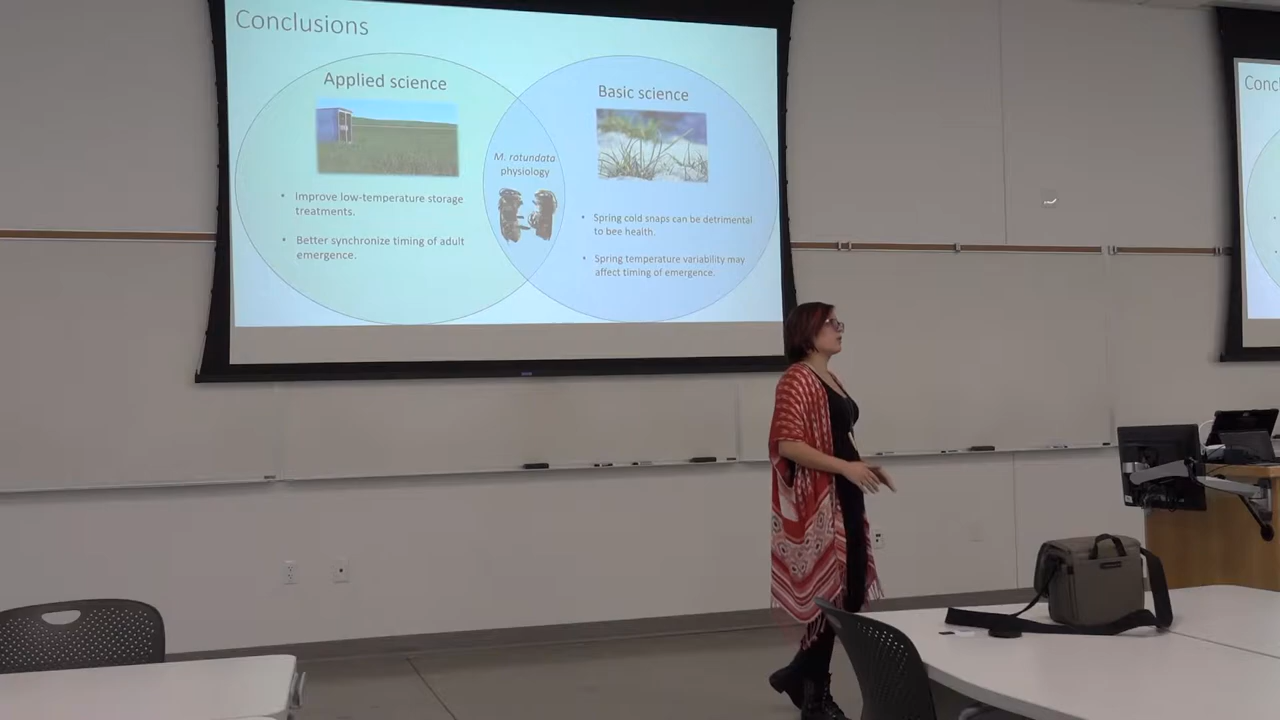 Conclusions
Applied science
• Improve low-temperature storage
treatments.
• Better synchronize timing of adult
emergence.
M. rotundata
physiology
Basic science
• Spring cold snaps can be detrimental
to bee health.
• Spring temperature variability may
affect timing of emergence.
Conc